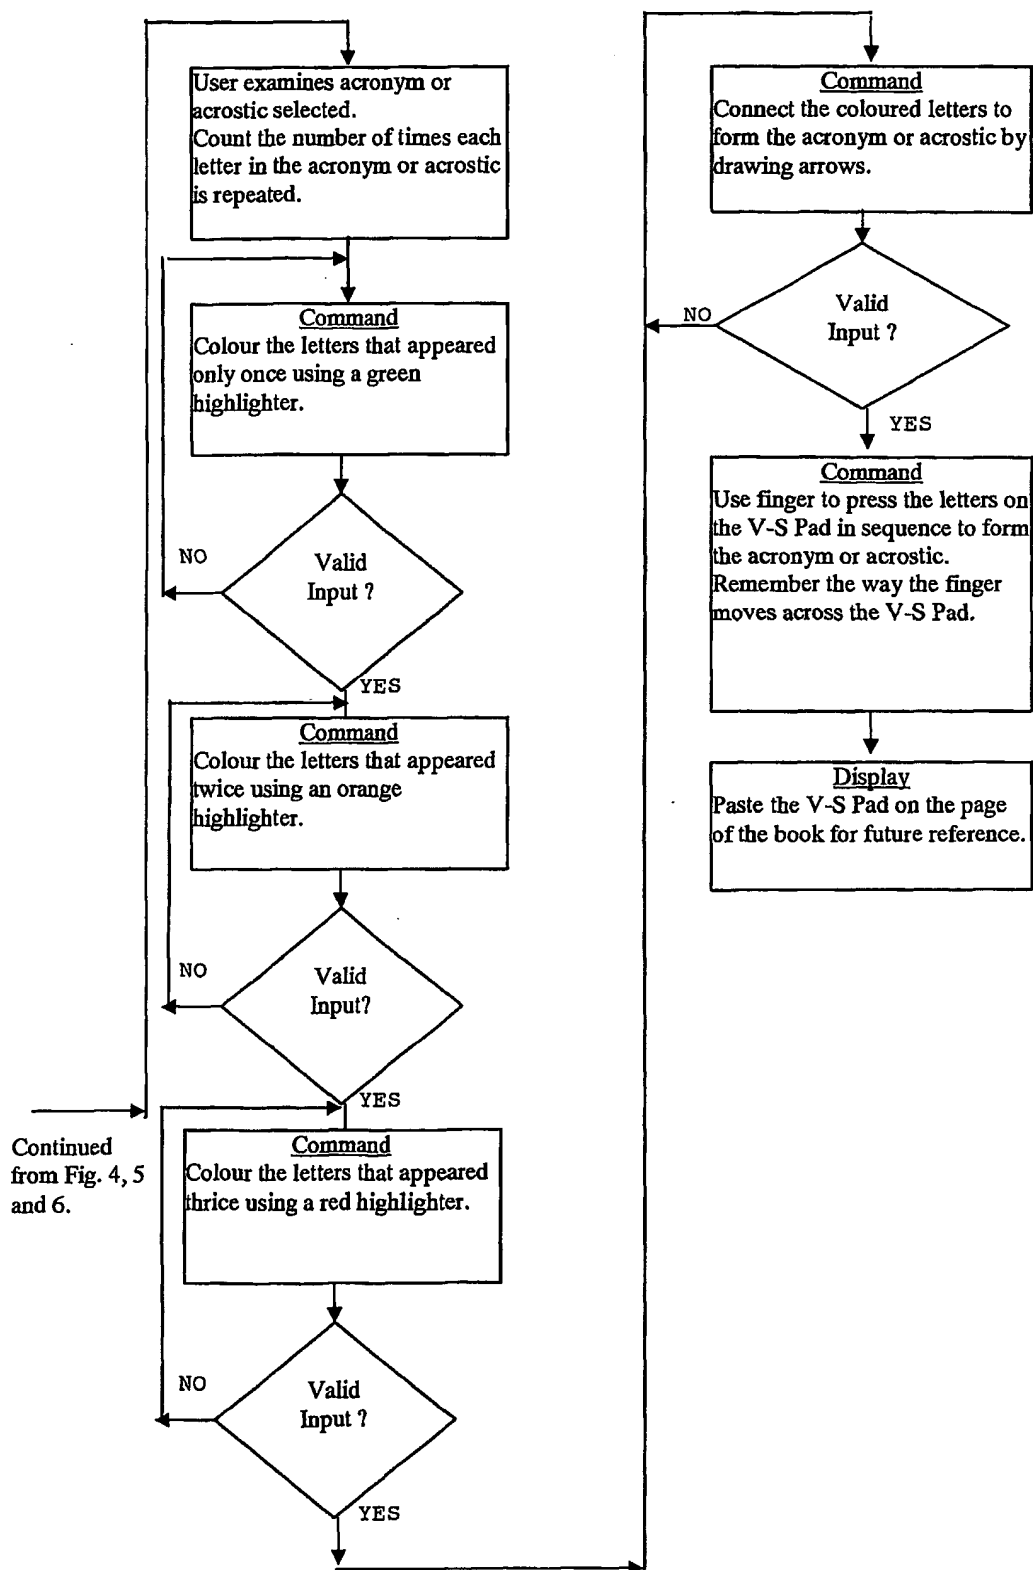 User examines acronym or
acrostic selected.
Count the number of times each
letter in the acronym or acrostic
is repeated.
Command
Colour the letters that appeared
only once using a green
highlighter.
NO
Valid
Input ?
YES
Command
Colour the letters that appeared
twice using an orange
highlighter.
NO
Valid
Input?
YES
Continued
from Fig. 4, 5
and 6.
Command
Colour the letters that appeared
thrice using a red highlighter.
NO
Valid
Input ?
YES
Command
Connect the coloured letters to
form the acronym or acrostic by
drawing arrows.
NO
Valid
Input ?
YES
Command
Use finger to press the letters on
the V-S Pad in sequence to form
the acronym or acrostic.
Remember the way the finger
moves across the V-S Pad.
Display
Paste the V-S Pad on the page
of the book for future reference.